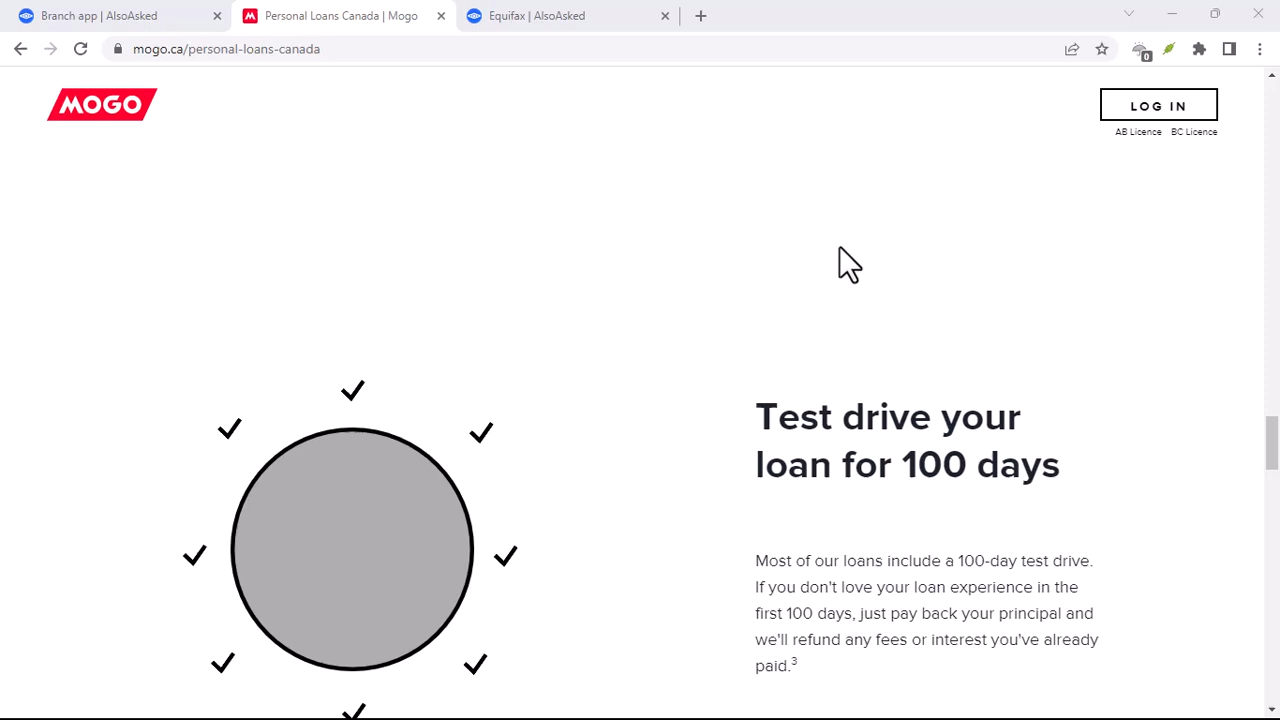 Branch app | AlsoAsked
Personal Loans Canada | Mogo
Equifax | AlsoAsked
mogo.ca/personal-loans-canada
0
MOGO
LOG IN
AB Licence BC Licence
Test drive your
loan for 100 days
Most of our loans include a 100-day test drive.
If you don't love your loan experience in the
first 100 days, just pay back your principal and
we'll refund any fees or interest you've already
paid.3